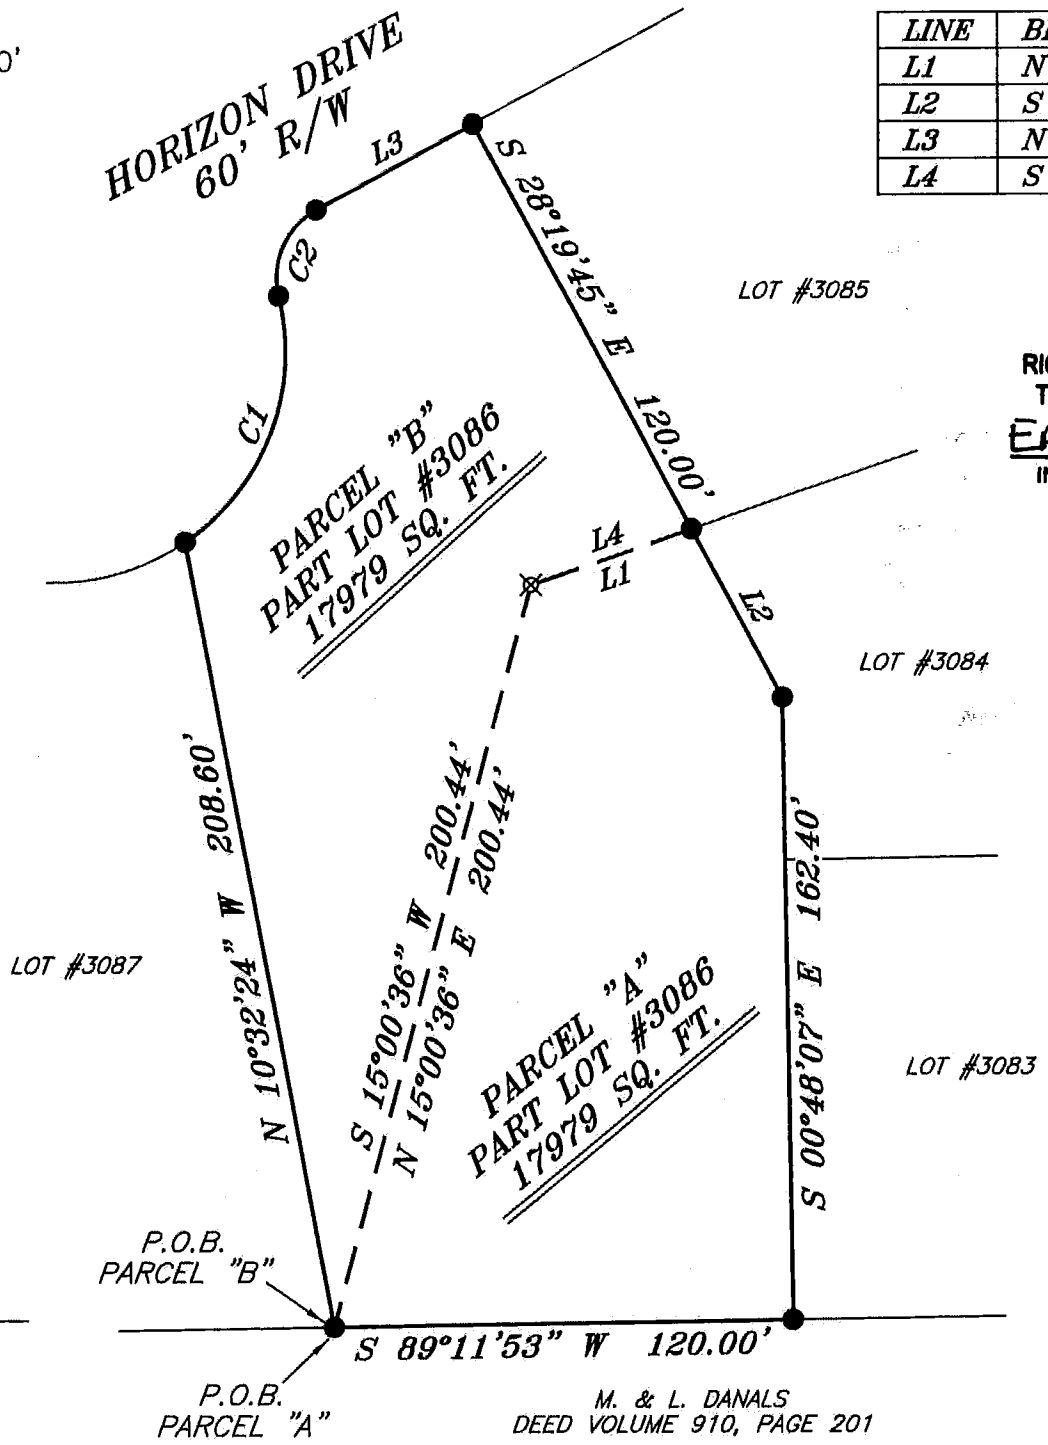 0'
HORIZON DRIVE
60' R/W
LINE
L1 N
L2 S
L3 N
L4 S
L3
C2
C1
S 28°19'45" E 120.00'
LOT #3085
PARCEL "B"
PART LOT #3086
17979 SQ. FT.
L4
L1
L2
LOT #3084
N 10°32'24" W 208.60'
S 15°00'36" W 200.44'
N 15°00'36" E 200.44'
S 00°48'07" E 162.40'
LOT #3087
PARCEL "A"
PART LOT #3086
17979 SQ. FT.
LOT #3083
P.O.B.
PARCEL "B"
S 89°11'53" W 120.00'
P.O.B.
PARCEL "A"
M. & L. DANALS
DEED VOLUME 910, PAGE 201